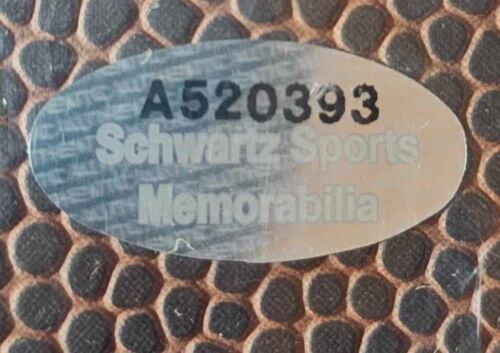 A520393
Schwartz Sports
Memorabilia